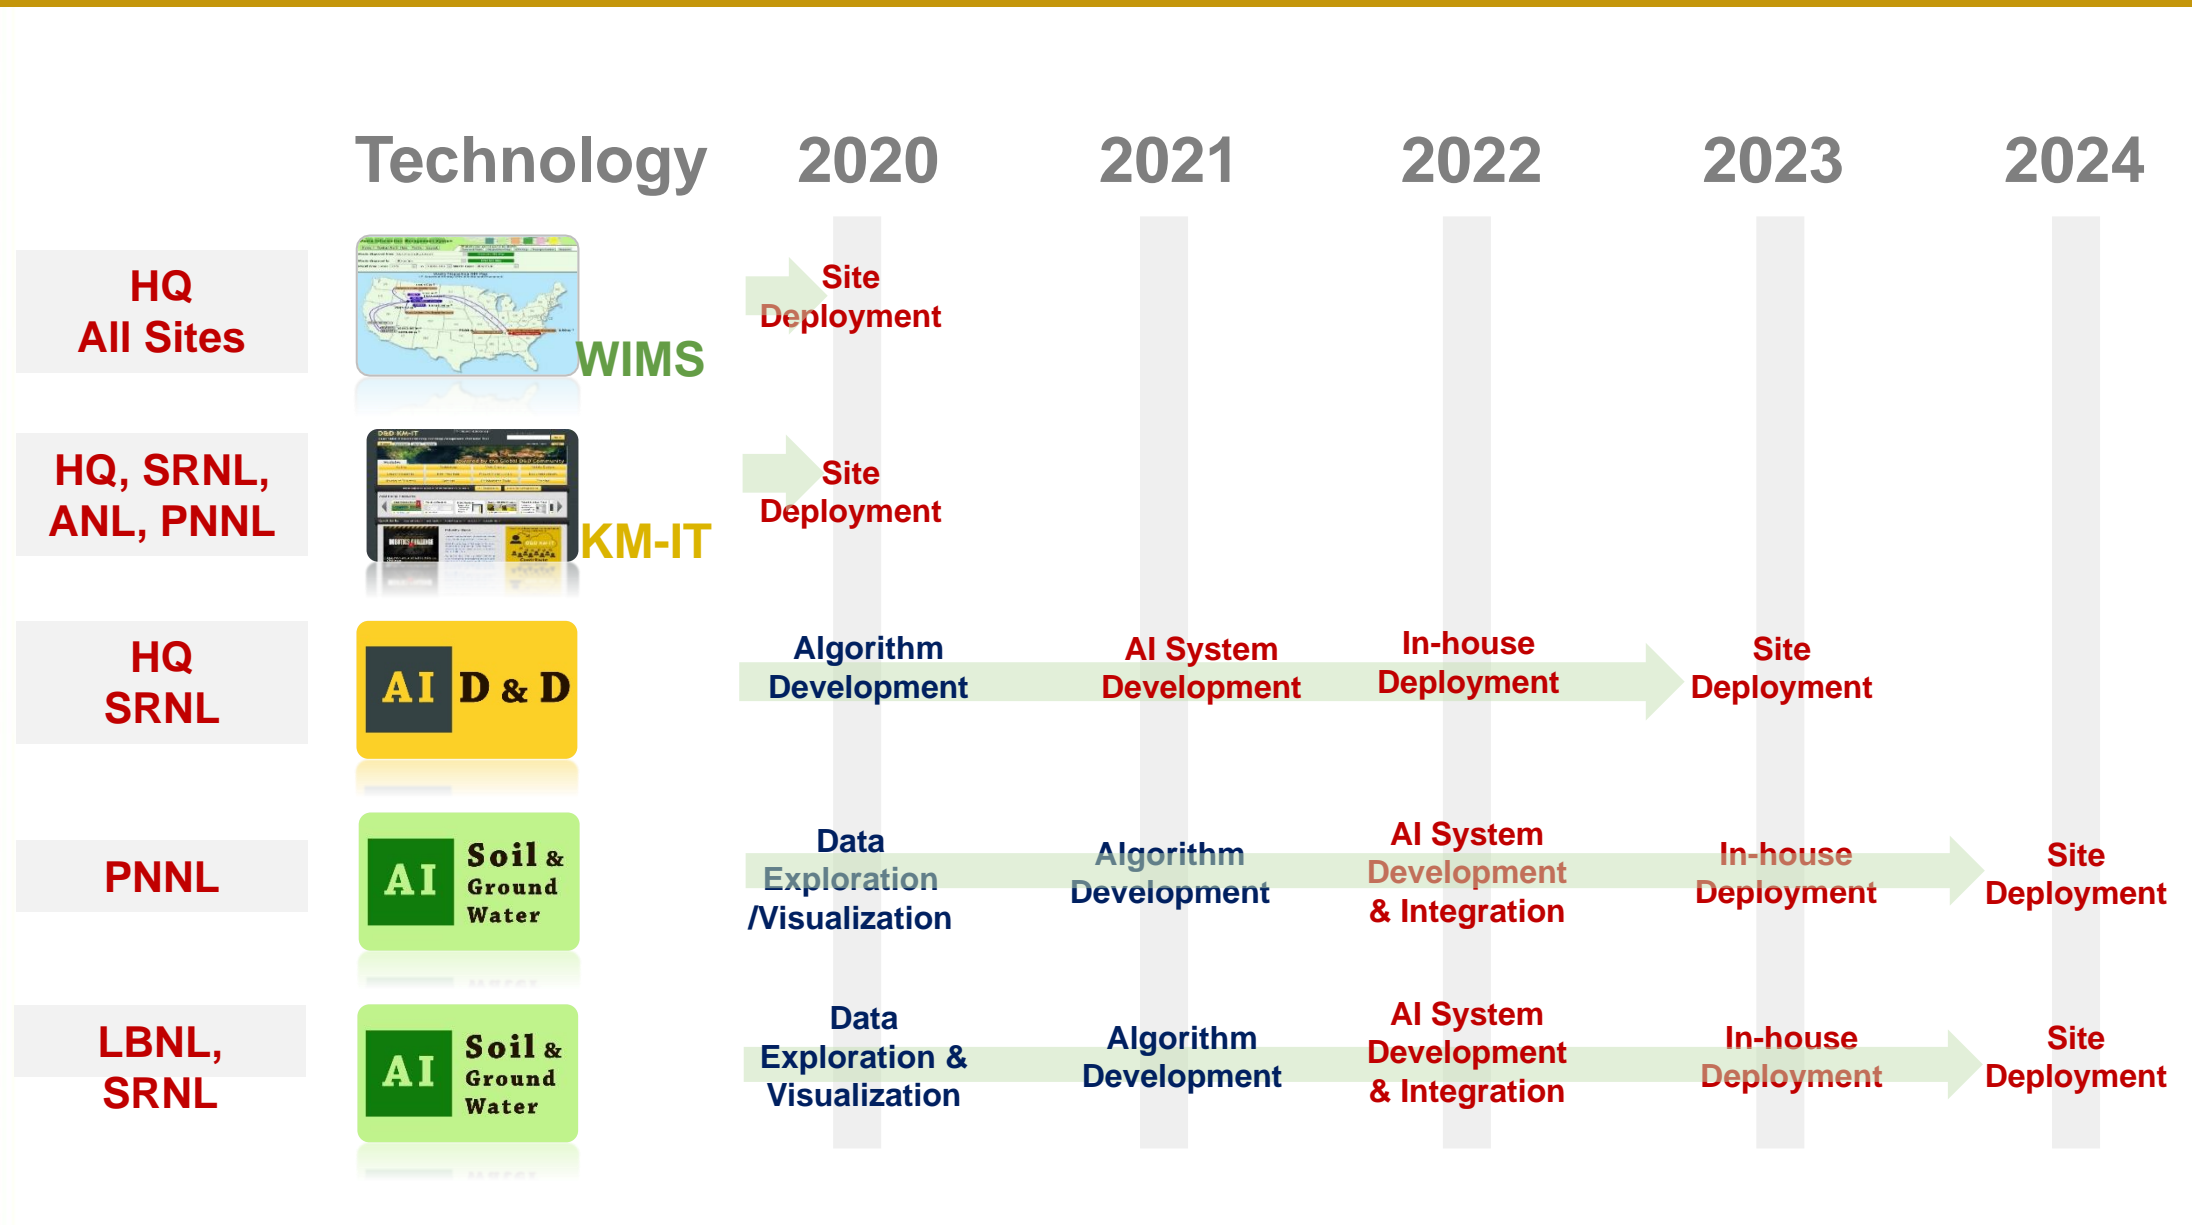 Technology 2020 2021 2022 2023 2024
HQ
All Sites
WIMS
Site
Deployment
HQ, SRNL,
ANL, PNNL
D&D KM-IT
KM-IT
Site
Deployment
HQ
SRNL
AI D & D
Algorithm
Development
AI System
Development
In-house
Deployment
Site
Deployment
PNNL
AI
Soil &
Ground
Water
Data
Exploration
/Visualization
Algorithm
Development
AI System
Development
& Integration
In-house
Deployment
Site
Deployment
LBNL,
SRNL
AI
Soil &
Ground
Water
Data
Exploration &
Visualization
Algorithm
Development
AI System
Development
& Integration
In-house
Deployment
Site
Deployment